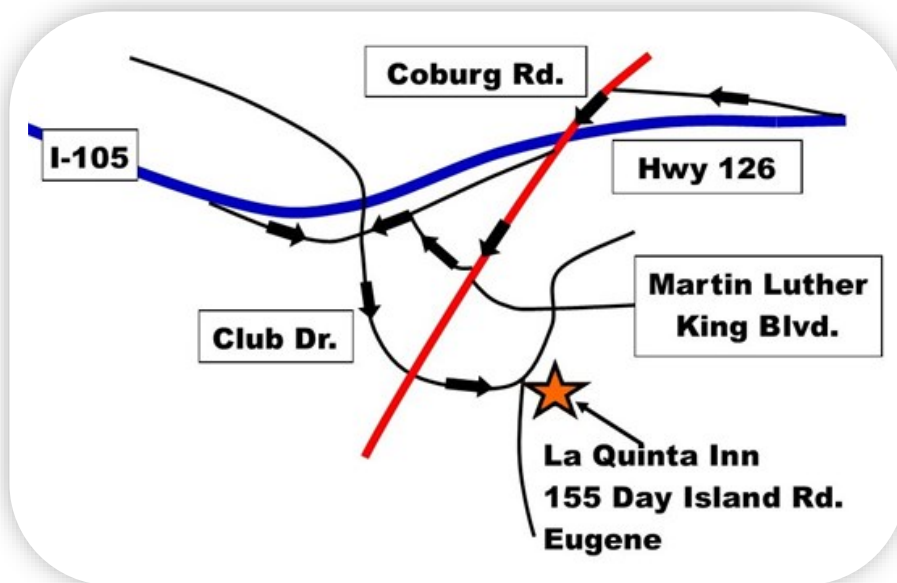 Coburg Rd.
I-105
Hwy 126
Martin Luther
King Blvd.
Club Dr.
La Quinta Inn
155 Day Island Rd.
Eugene